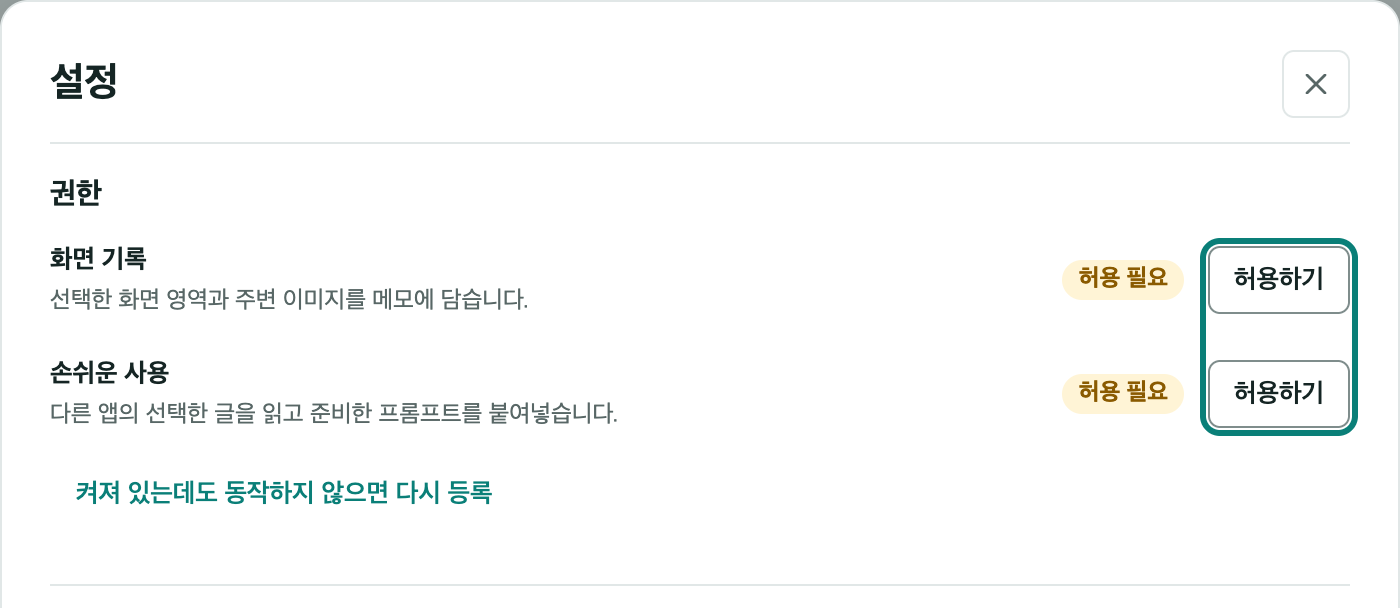 설정
권한
화면 기록
선택한 화면 영역과 주변 이미지를 메모에 담습니다.
허용 필요
허용하기
손쉬운 사용
다른 앱의 선택한 글을 읽고 준비한 프롬프트를 붙여넣습니다.
허용 필요
허용하기
켜져 있는데도 동작하지 않으면 다시 등록